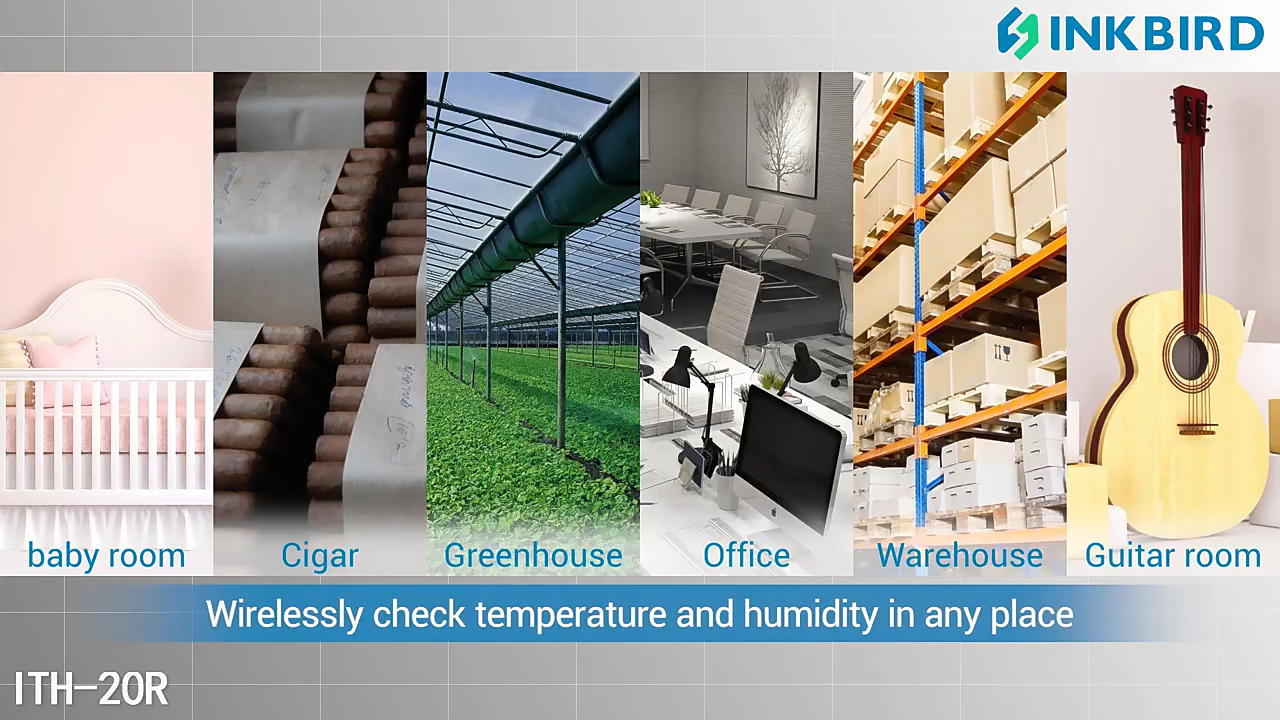 INKBIRD
baby room
Cigar
Greenhouse
Office
Warehouse
Guitar room
Wirelessly check temperature and humidity in any place
ITH-20R